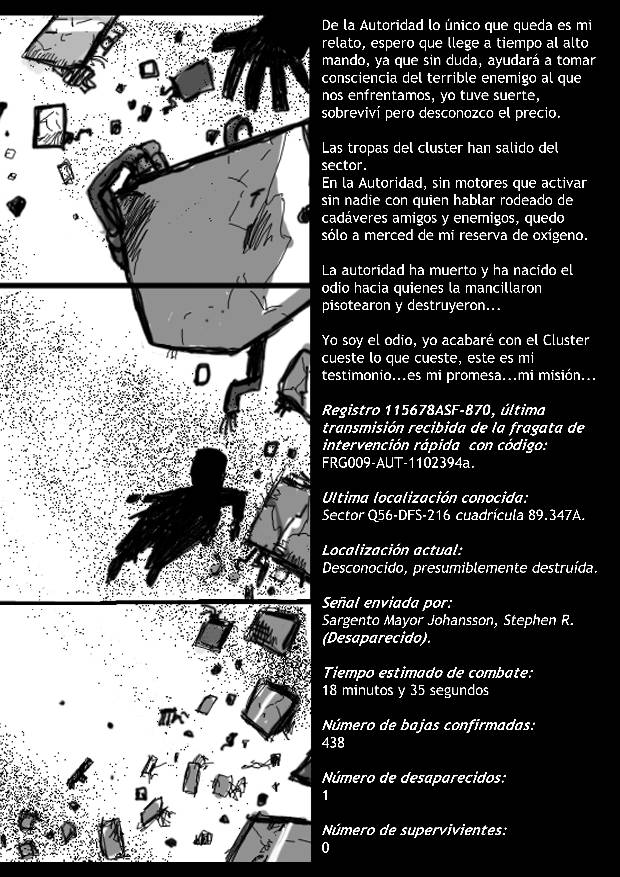 De la Autoridad lo único que queda es mi
relato, espero que llege a tiempo al alto
mando, ya que sin duda, ayudará a tomar
consciencia del terrible enemigo al que
nos enfrentamos, yo tuve suerte,
sobreviví pero desconozco el precio.
Las tropas del cluster han salido del
sector.
En la Autoridad, sin motores que activar
sin nadie con quien hablar rodeado de
cadáveres amigos y enemigos, quedo
sólo a merced de mi reserva de oxígeno.
La autoridad ha muerto y ha nacido el
odio hacia quienes la mancillaron
pisotearon y destruyeron...
Yo soy el odio, yo acabaré con el Cluster
cueste lo que cueste, este es mi
testimonio...es mi promesa...mi misión...
Registro 115678ASF-870, última
transmisión recibida de la fragata de
intervención rápida con código:
FRG009-AUT-1102394a.
Ultima localización conocida:
Sector Q56-DFS-216 cuadrícula 89.347A.
Localización actual:
Desconocido, presumiblemente destruída.
Señal enviada por:
Sargento Mayor Johansson, Stephen R.
(Desaparecido).
Tiempo estimado de combate:
18 minutos y 35 segundos
Número de bajas confirmadas:
438
Número de desaparecidos:
1
Número de supervivientes:
0